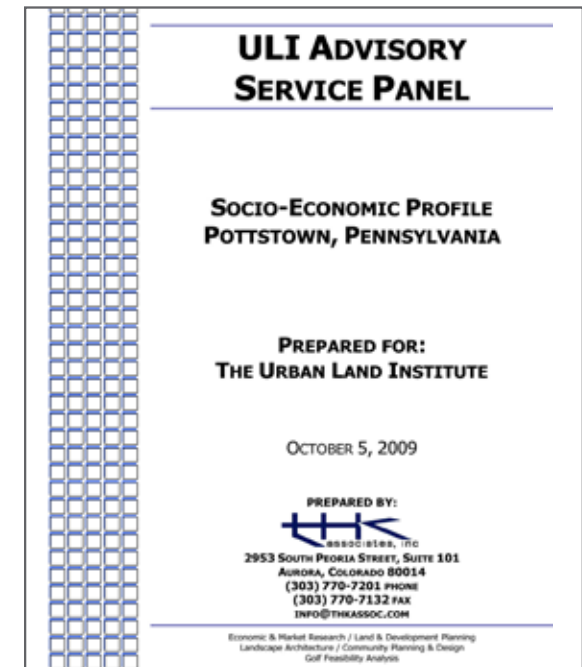 ULI ADVISORY
SERVICE PANEL
SOCIO-ECONOMIC PROFILE
POTTSTOWN, PENNSYLVANIA
PREPARED FOR:
THE URBAN LAND INSTITUTE
OCTOBER 5, 2009
PREPARED BY:
thk
associates, inc
2953 SOUTH PEORIA STREET, SUITE 101
AURORA, COLORADO 80014
(303) 770-7201 PHONE
(303) 770-7132 FAX
INFO@THKASSOC.COM
Economic & Market Research / Land & Development Planning
Landscape Architecture / Community Planning & Design
Golf Feasibility Analysis